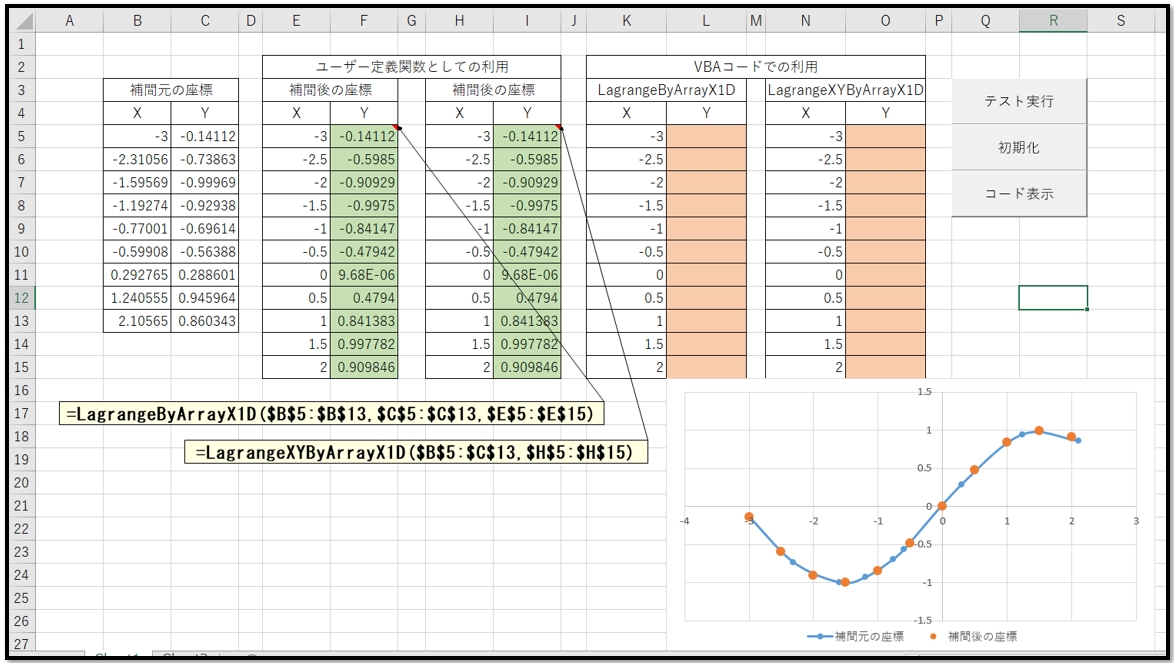 A B C D E F G H I J K L M N O P Q R S
1
2 ユーザー定義関数としての利用 VBAコードでの利用
3 補間元の座標 補間後の座標 補間後の座標 LagrangeByArrayX1D LagrangeXYByArrayX1D
4 X Y X Y X Y X Y X Y
5 -3 -0.14112 -3 -0.14112 -3 -0.14112 -3 -3
6 -2.31056 -0.73863 -2.5 -0.5985 -2.5 -0.5985 -2.5 -2.5
7 -1.59569 -0.99969 -2 -0.90929 -2 -0.90929 -2 -2
8 -1.19274 -0.92938 -1.5 -0.9975 -1.5 -0.9975 -1.5 -1.5
9 -0.77001 -0.69614 -1 -0.84147 -1 -0.84147 -1 -1
10 -0.59908 -0.56388 -0.5 -0.47942 -0.5 -0.47942 -0.5 -0.5
11 0.292765 0.288601 0 9.68E-06 0 9.68E-06 0 0
12 1.240555 0.945964 0.5 0.4794 0.5 0.4794 0.5 0.5
13 2.10565 0.860343 1 0.841383 1 0.841383 1 1
14 1.5 0.997782 1.5 0.997782 1.5 1.5
15 2 0.909846 2 0.909846 2 2
テスト実行
初期化
コード表示
16
17 =LagrangeByArrayX1D($B$5:$B$13,$C$5:$C$13,$E$5:$E$15)
18
=LagrangeXYByArrayX1D($B$5:$C$13,$H$5:$H$15)
19
20
21
22
23
24
25
26
27
1.5
1
0.5
0
-4 -3 -2 -1 0 1 2 3
-0.5
-1
-1.5
補間元の座標 補間後の座標